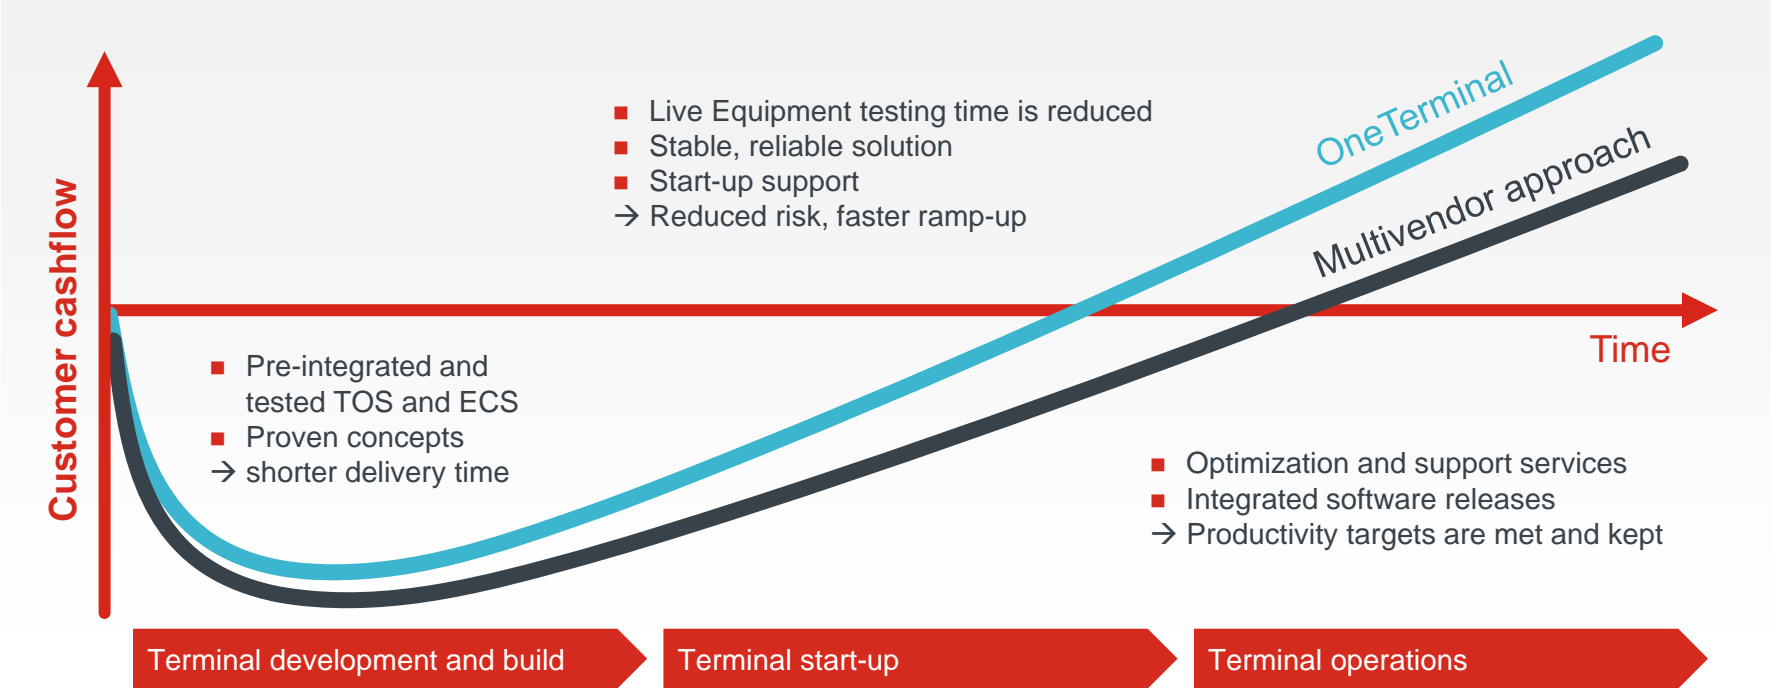 Customer cashflow
■ Live Equipment testing time is reduced
■ Stable, reliable solution
■ Start-up support
→ Reduced risk, faster ramp-up
OneTerminal
Multivendor approach
Time
■ Pre-integrated and
tested TOS and ECS
■ Proven concepts
→ shorter delivery time
■ Optimization and support services
■ Integrated software releases
→ Productivity targets are met and kept
Terminal development and build
Terminal start-up
Terminal operations